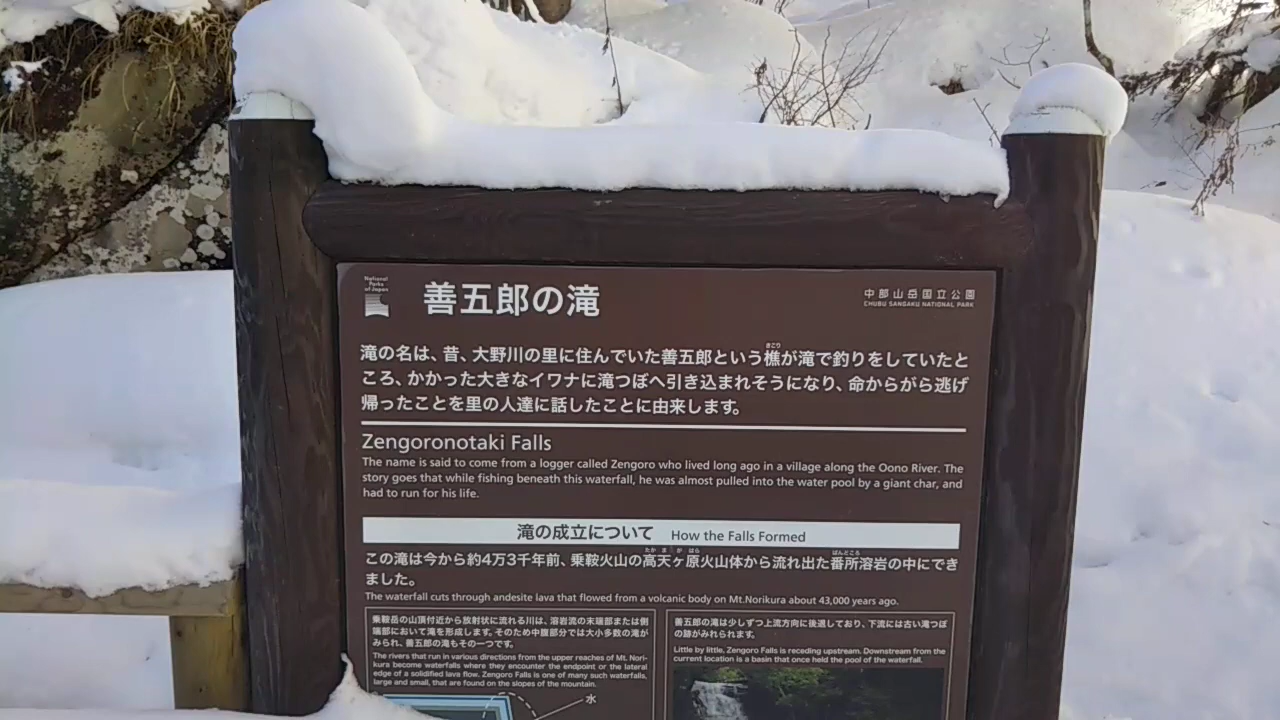 National
Parks
of Japan
善五郎の滝
中部山岳国立公園
CHUBU SANGAKU NATIONAL PARK
滝の名は、昔、大野川の里に住んでいた善五郎という樵が滝で釣りをしていたと
きこり
ころ、かかった大きなイワナに滝つぼへ引き込まれそうになり、命からがら逃げ
帰ったことを里の人達に話したことに由来します。
Zengoronotaki Falls
The name is said to come from a logger called Zengoro who lived long ago in a village along the Oono River. The
story goes that while fishing beneath this waterfall, he was almost pulled into the water pool by a giant char, and
had to run for his life.
滝の成立について How the Falls Formed
たかまがはら ばんどころ
この滝は今から約4万3千年前、乗鞍火山の高天ヶ原火山体から流れ出た番所溶岩の中にでき
ました。
The waterfall cuts through andesite lava that flowed from a volcanic body on Mt.Norikura about 43,000 years ago.
乗鞍岳の山頂付近から放射状に流れる川は、溶岩流の末端部または側
端部において滝を形成します。そのため中腹部分では大小多数の滝が
みられ、善五郎の滝もその一つです。
The rivers that run in various directions from the upper reaches of Mt. Nori-
kura become waterfalls where they encounter the endpoint or the lateral
edge of a solidified lava flow. Zengoro Falls is one of many such waterfalls,
large and small, that are found on the slopes of the mountain.
水
善五郎の滝は少しずつ上流方向に後退しており、下流には古い滝つぼ
の跡がみられます。
Little by little, Zengoro Falls is receding upstream. Downstream from the
current location is a basin that once held the pool of the waterfall.